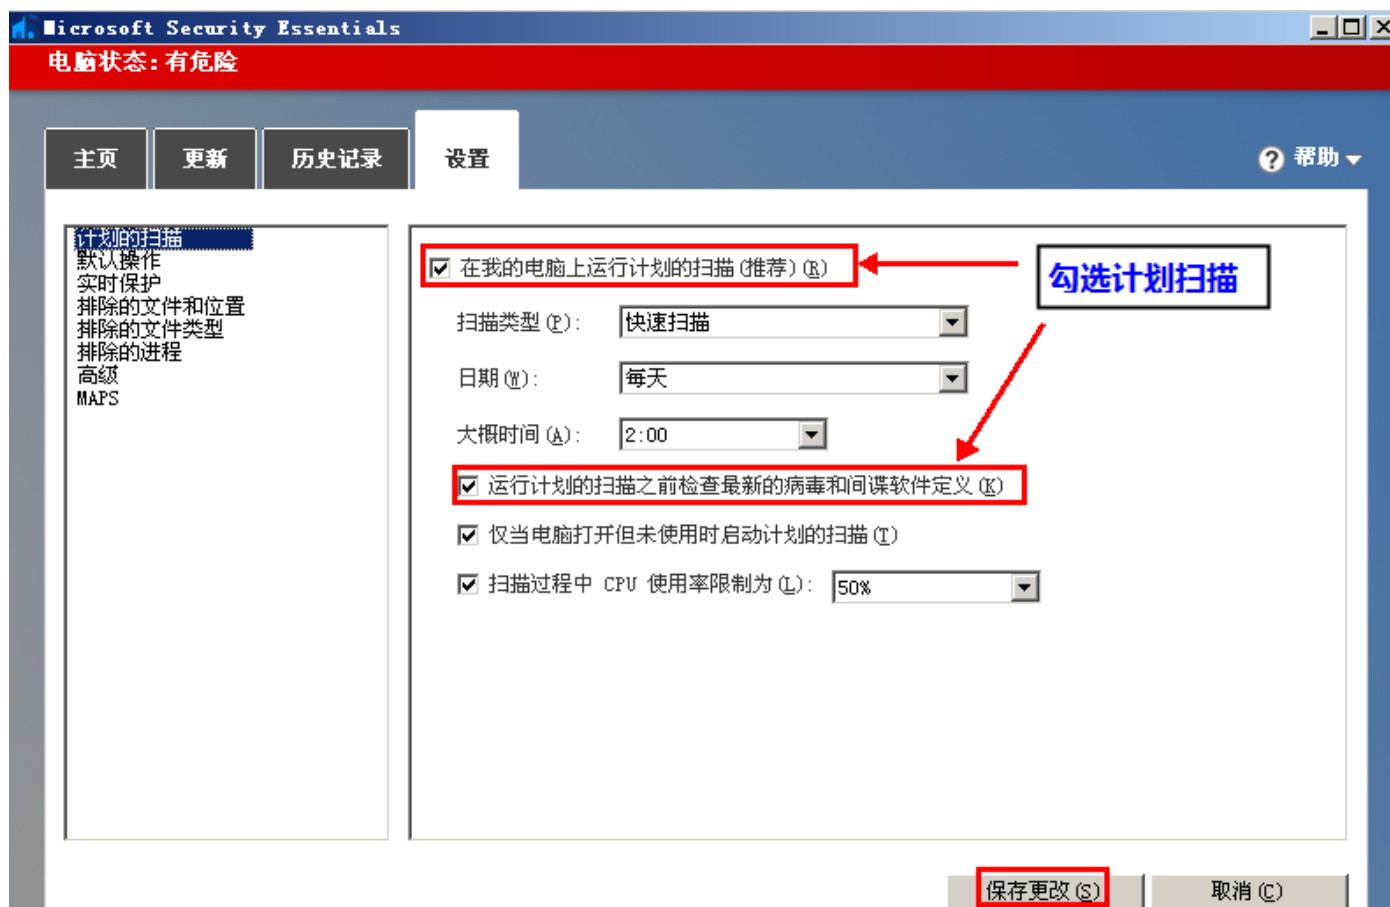 Microsoft Security Essentials
电脑状态:有危险
主页
更新
历史记录
设置
帮助
计划的扫描
默认操作
实时保护
排除的文件和位置
排除的文件类型
排除的进程
高级
MAPS
在我的电脑上运行计划的扫描(推荐)(R)
勾选计划扫描
扫描类型(P): 快速扫描
日期(W): 每天
大概时间(A): 2:00
运行计划的扫描之前检查最新的病毒和间谍软件定义(K)
仅当电脑打开但未使用时启动计划的扫描(T)
扫描过程中 CPU 使用率限制为(L): 50%
保存更改(S)
取消(C)